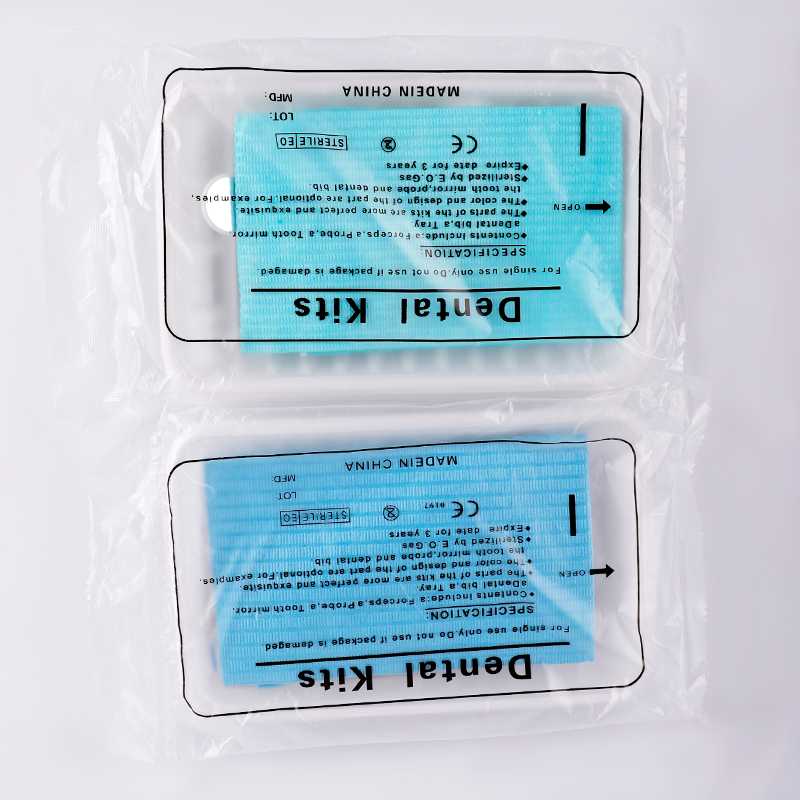 Dental Kits
For single use only.Do not use if package is damaged
SPECIFICATION:
◆Contents include:a Forceps,a Probe,a Tooth mirror,
aDental bib,a Tray.
◆The parts of the kits are more perfect and exquisite.
OPEN
◆The color and design of the part are optional.For examples,
the tooth mirror,probe and dental bib.
◆Sterilized by E.O.Gas
◆Expire date for 3 years
CE 0197 2 STERILE EO
LOT:
MFD:
MADEIN CHINA
Dental Kits
For single use only.Do not use if package is damaged
SPECIFICATION:
◆Contents include:a Forceps,a Probe,a Tooth mirror,
aDental bib,a Tray
◆The parts of the kits are more perfect and exquisite
OPEN
◆The color and design of the part are optional.For examples,
the tooth mirror,probe and dental bib.
◆Sterilized by E.O.Gas
◆Expire date for 3 years
CE 2 STERILE EO
LOT:
MFD:
MADEIN CHINA